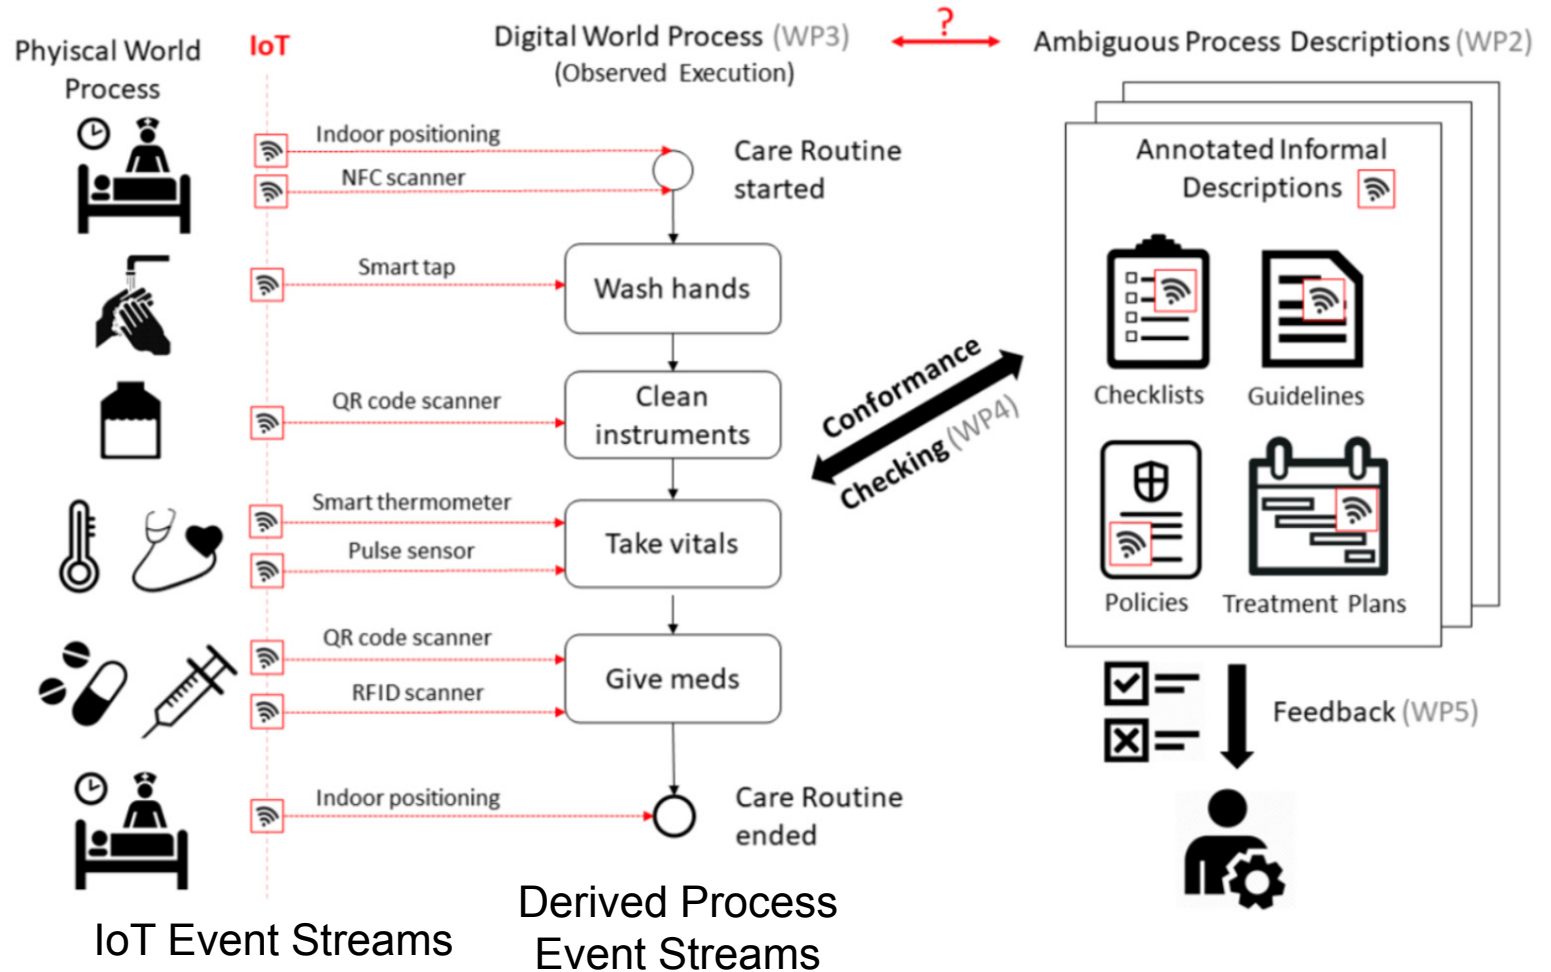 Phyiscal World
Process
IoT
Digital World Process (WP3)
(Observed Execution)
?
Ambiguous Process Descriptions (WP2)
Indoor positioning
NFC scanner
Care Routine
started
Smart tap
Wash hands
QR code scanner
Clean
instruments
Smart thermometer
Pulse sensor
Take vitals
QR code scanner
RFID scanner
Give meds
Indoor positioning
Care Routine
ended
Conformance
Checking (WP4)
Annotated Informal
Descriptions
Checklists
Guidelines
Policies
Treatment Plans
Feedback (WP5)
IoT Event Streams
Derived Process
Event Streams